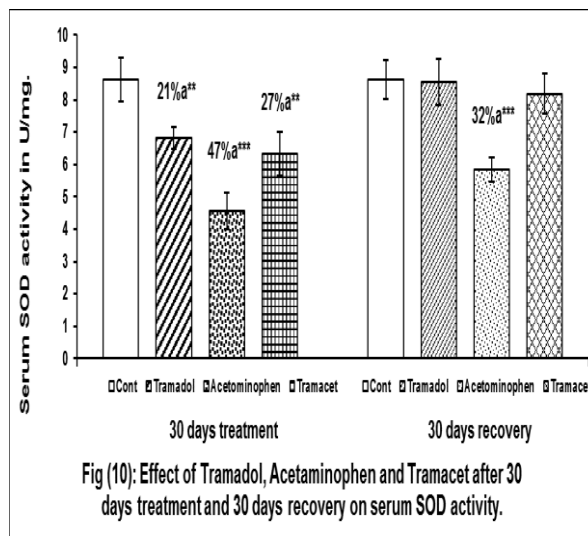 Serum SOD activity in U/mg.
10
9
8
7
6
5
4
3
2
1
0
21%a**
47%a***
27%a**
32%a***
Cont Tramadol Acetominophen Tramacet Cont Tramadol Acetaminophen Tramace
30 days treatment 30 days recovery
Fig (10): Effect of Tramadol, Acetaminophen and Tramacet after 30
days treatment and 30 days recovery on serum SOD activity.